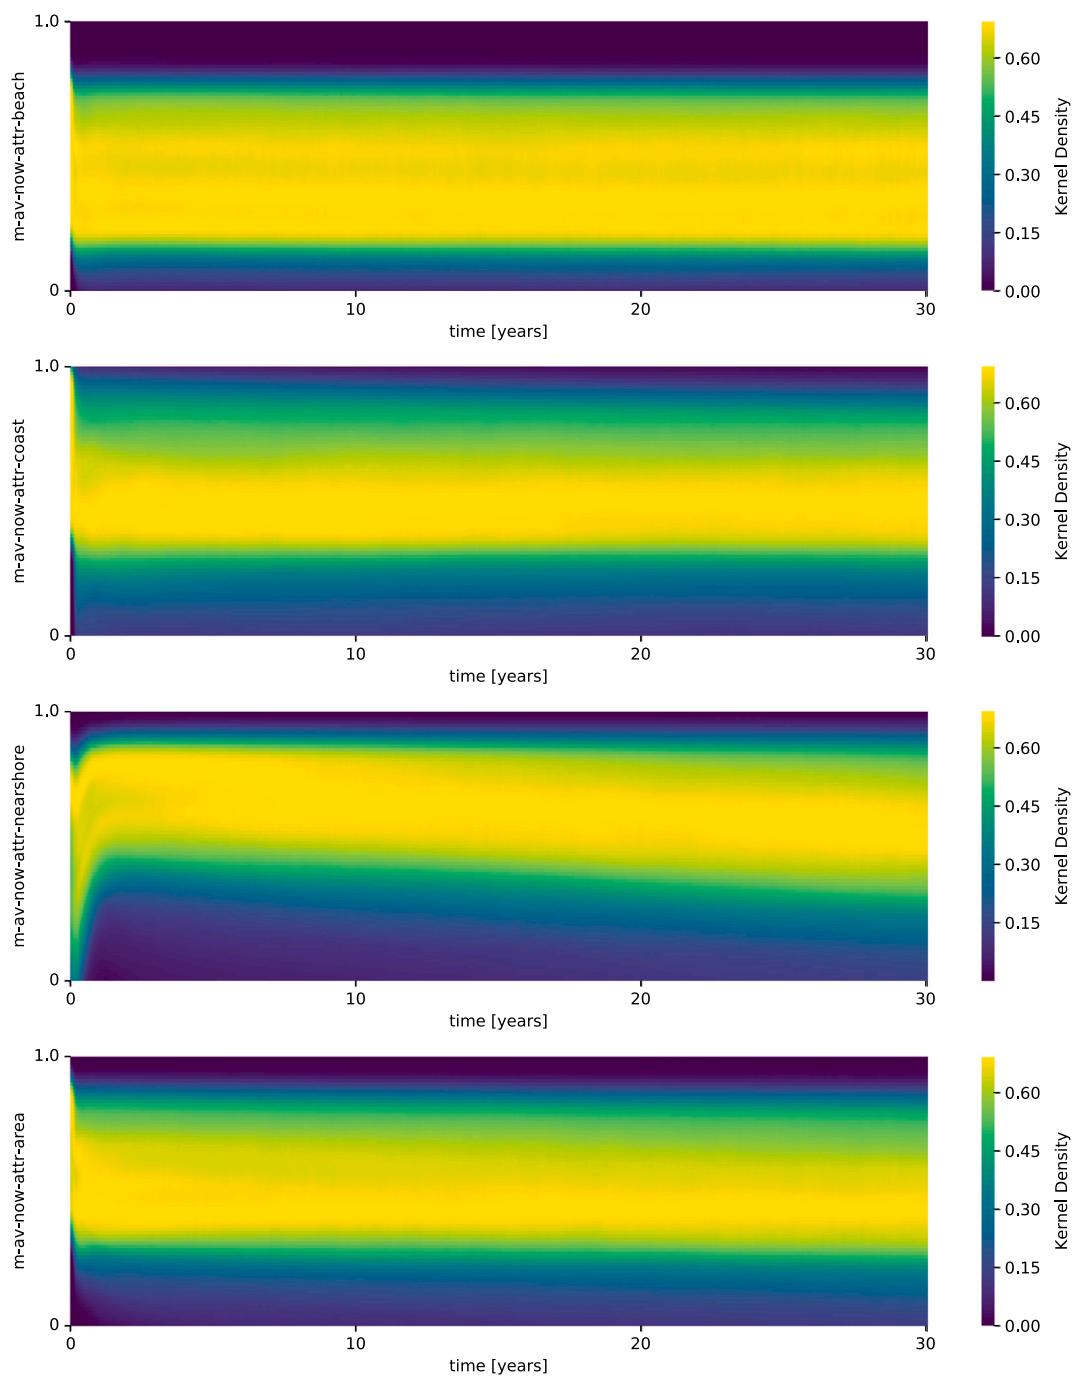 1.0
m-av-now-attr-beach
0
0 10 20 30
time [years]
0.60
0.45
0.30
0.15
0.00
Kernel Density
1.0
m-av-now-attr-coast
0
0 10 20 30
time [years]
0.60
0.45
0.30
0.15
0.00
Kernel Density
1.0
m-av-now-attr-nearshore
0
0 10 20 30
time [years]
0.60
0.45
0.30
0.15
Kernel Density
1.0
m-av-now-attr-area
0
0 10 20 30
time [years]
0.60
0.45
0.30
0.15
0.00
Kernel Density